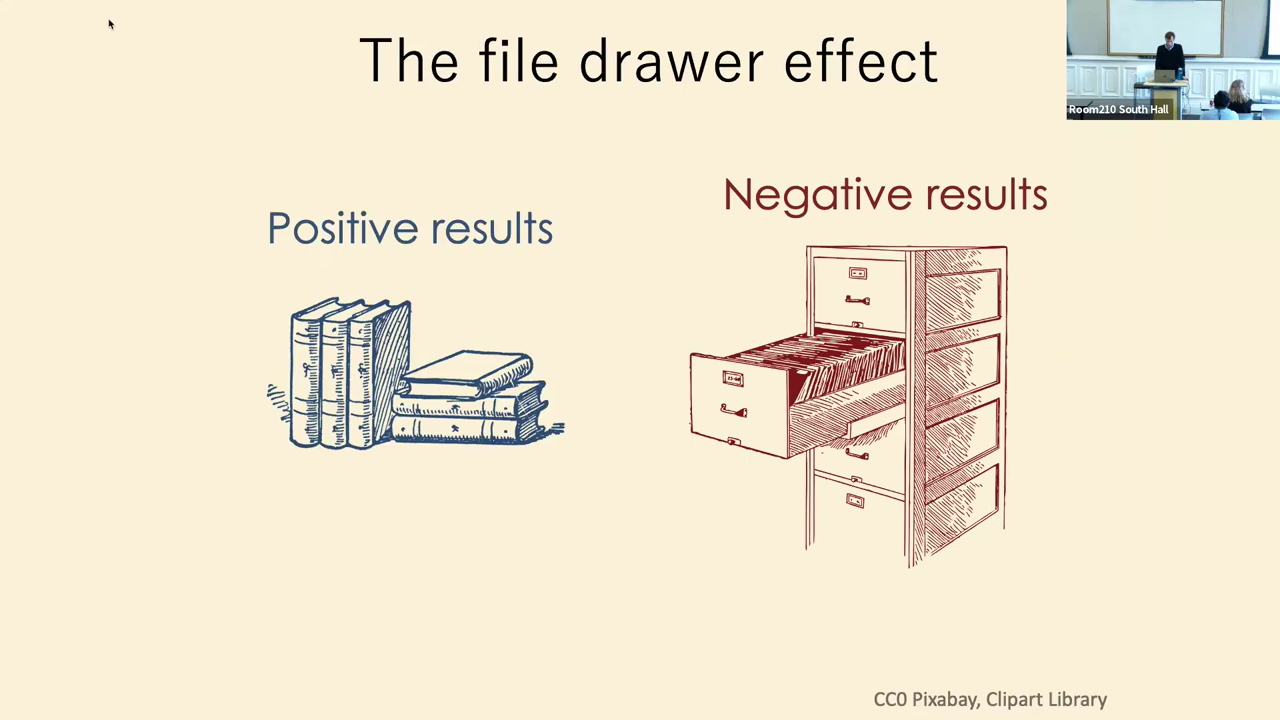 The file drawer effect
Room210 South Hall
Negative results
Positive results
CC0 Pixabay, Clipart Library